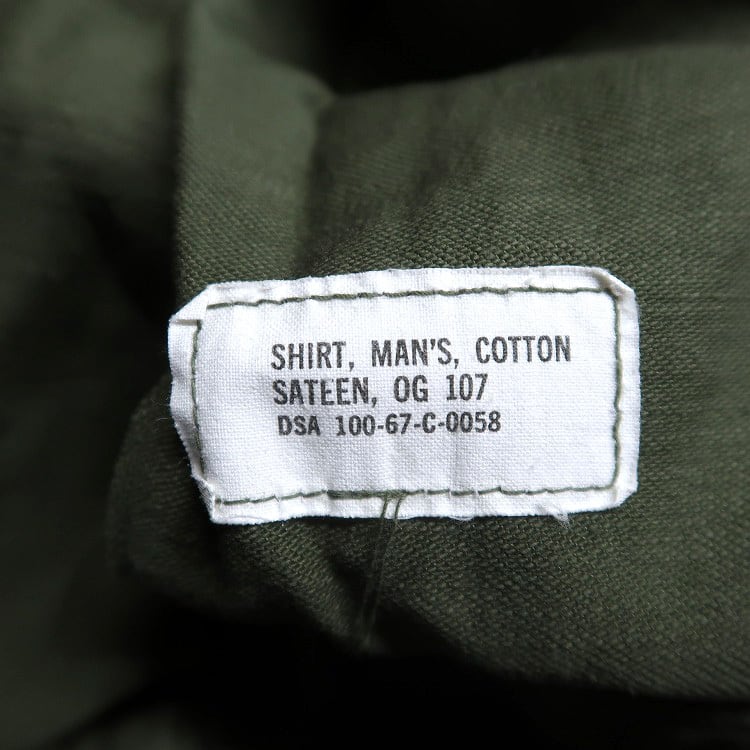 SHIRT, MAN'S, COTTON
SATEEN, OG 107
DSA 100-67-C-0058